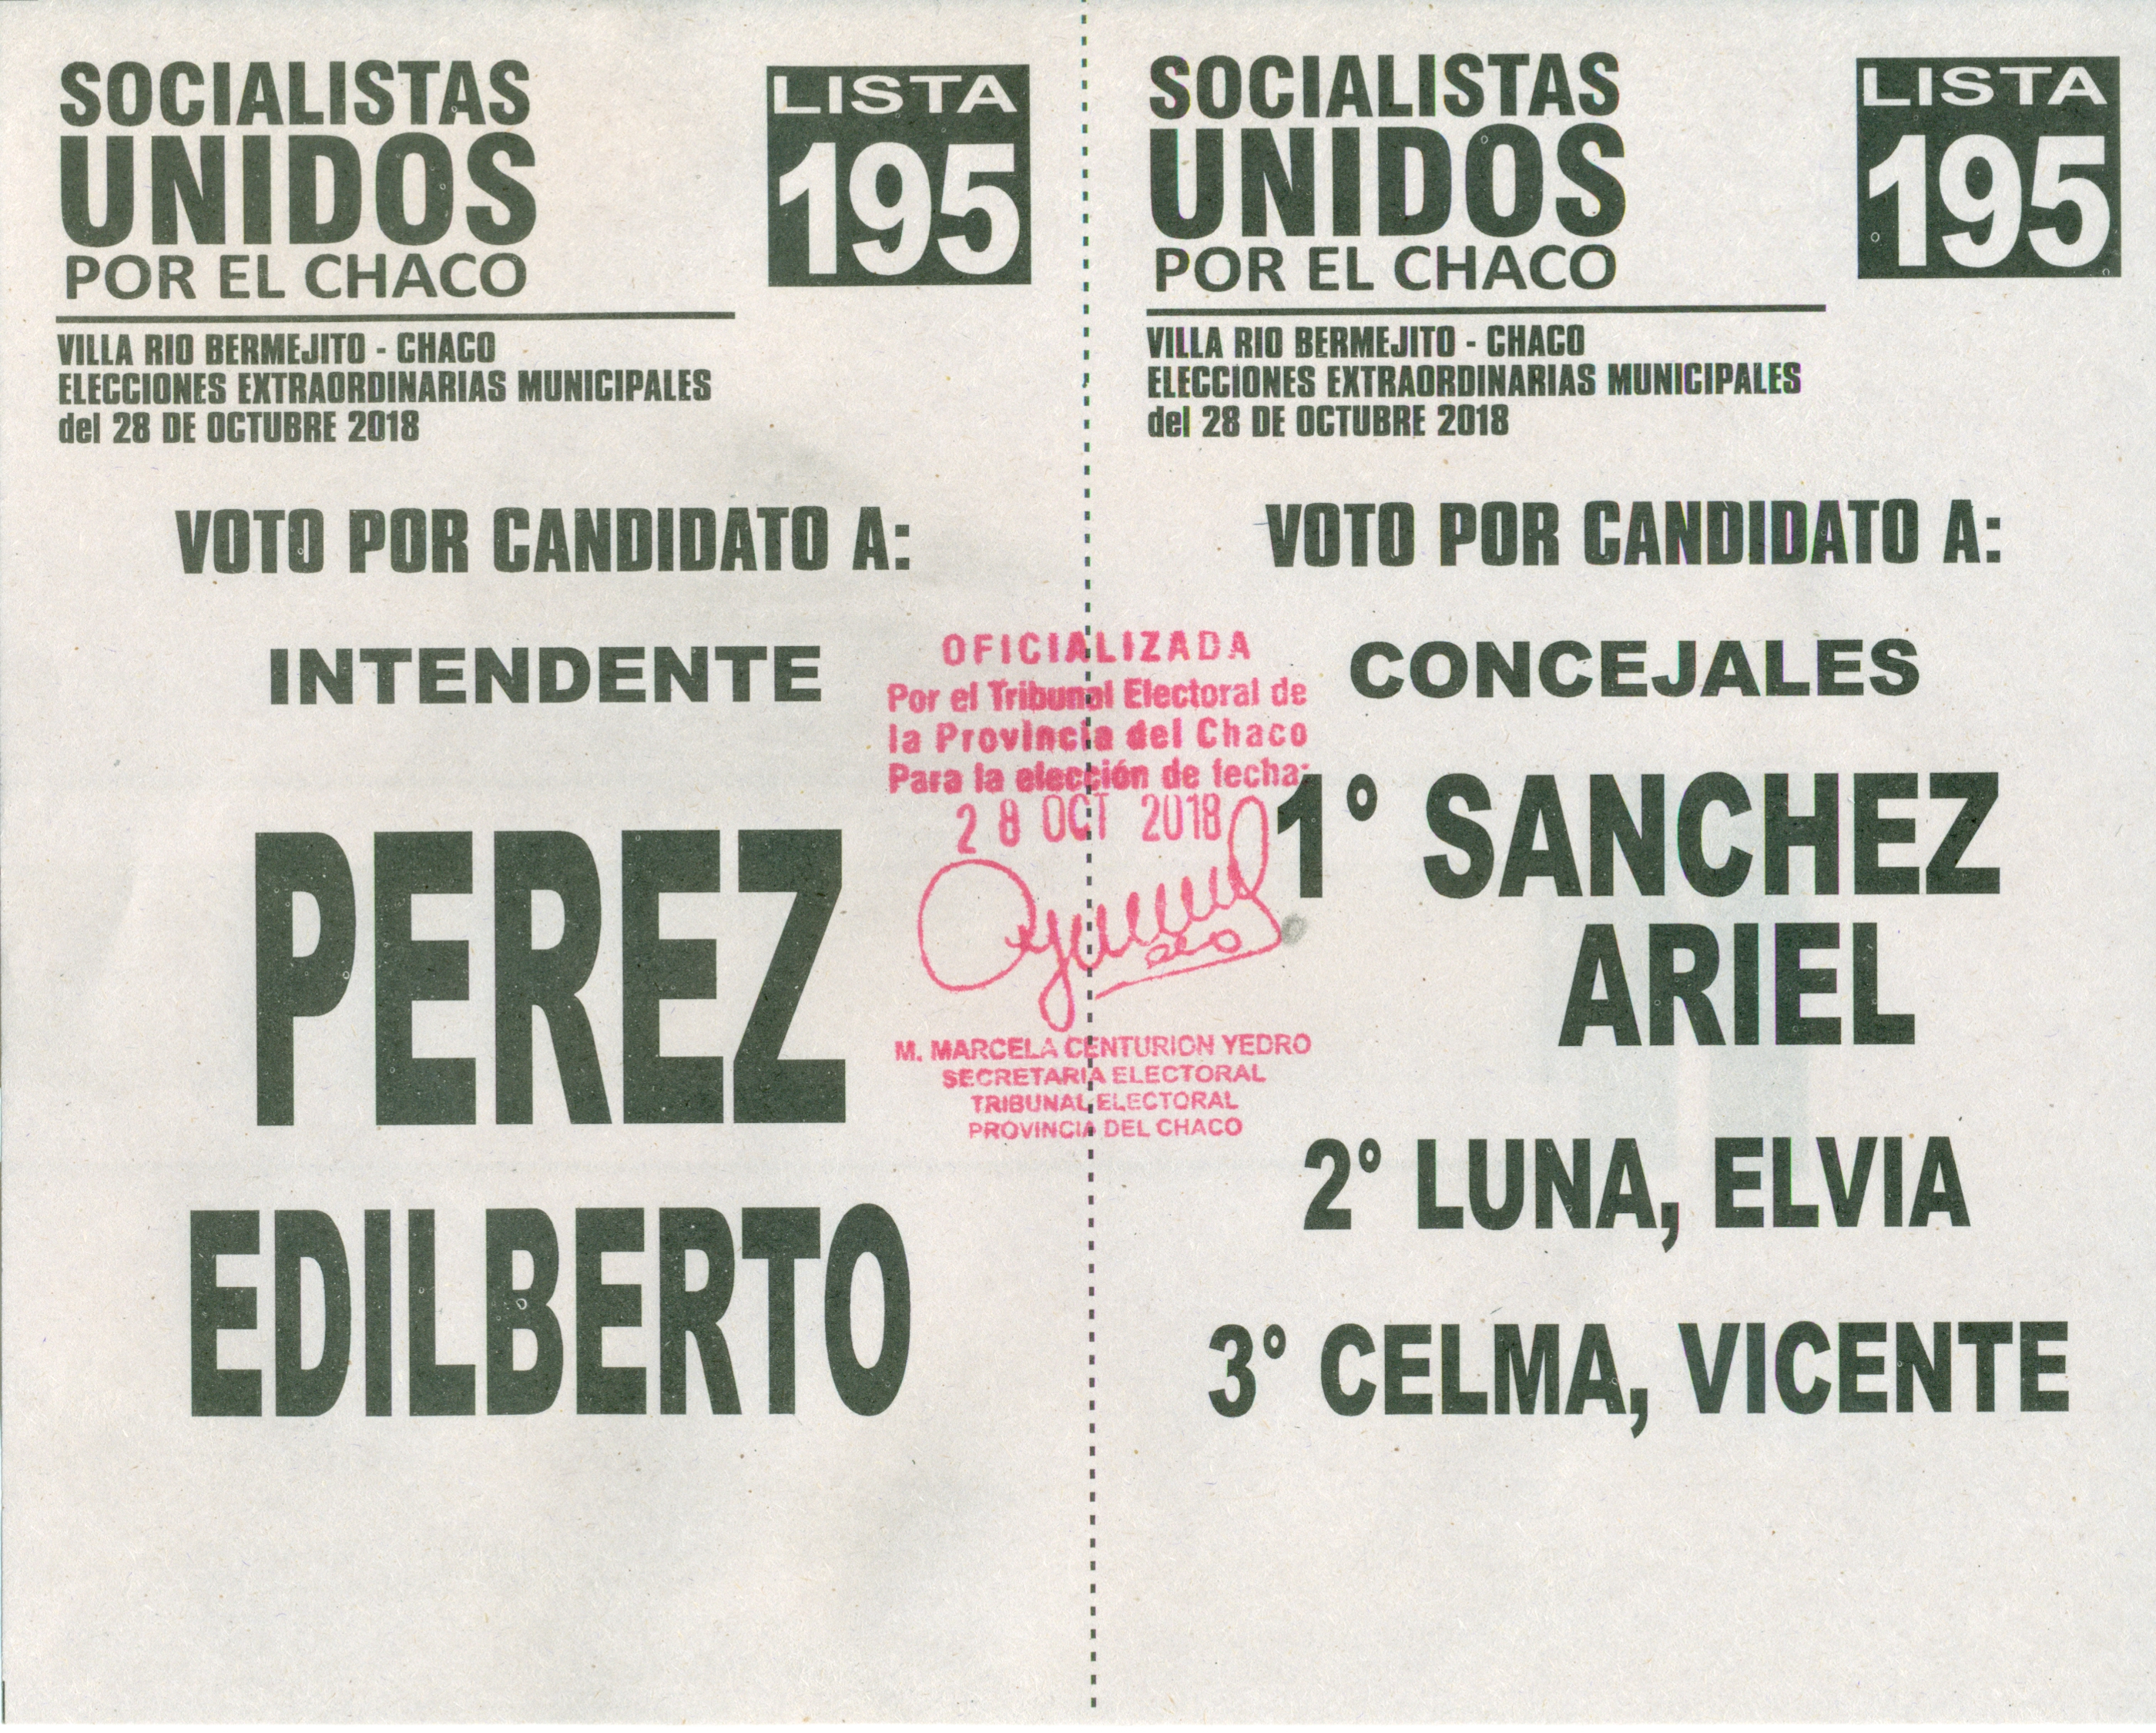 SOCIALISTAS
UNIDOS
POR EL CHACO
LISTA
195
VILLA RIO BERMEJITO - CHACO
ELECCIONES EXTRAORDINARIAS MUNICIPALES
del 28 DE OCTUBRE 2018
VOTO POR CANDIDATO A:
INTENDENTE
PEREZ
EDILBERTO
OFICIALIZADA
Por el Tribunal Electoral de
la Provincia del Chaco
Para la elección de fecha:
28 OCT 2018
M. MARCELA CENTURION YEDRO
SECRETARIA ELECTORAL
TRIBUNAL ELECTORAL
PROVINCIA DEL CHACO
SOCIALISTAS
UNIDOS
POR EL CHACO
LISTA
195
VILLA RIO BERMEJITO - CHACO
ELECCIONES EXTRAORDINARIAS MUNICIPALES
del 28 DE OCTUBRE 2018
VOTO POR CANDIDATO A:
CONCEJALES
1° SANCHEZ
ARIEL
2° LUNA, ELVIA
3° CELMA, VICENTE